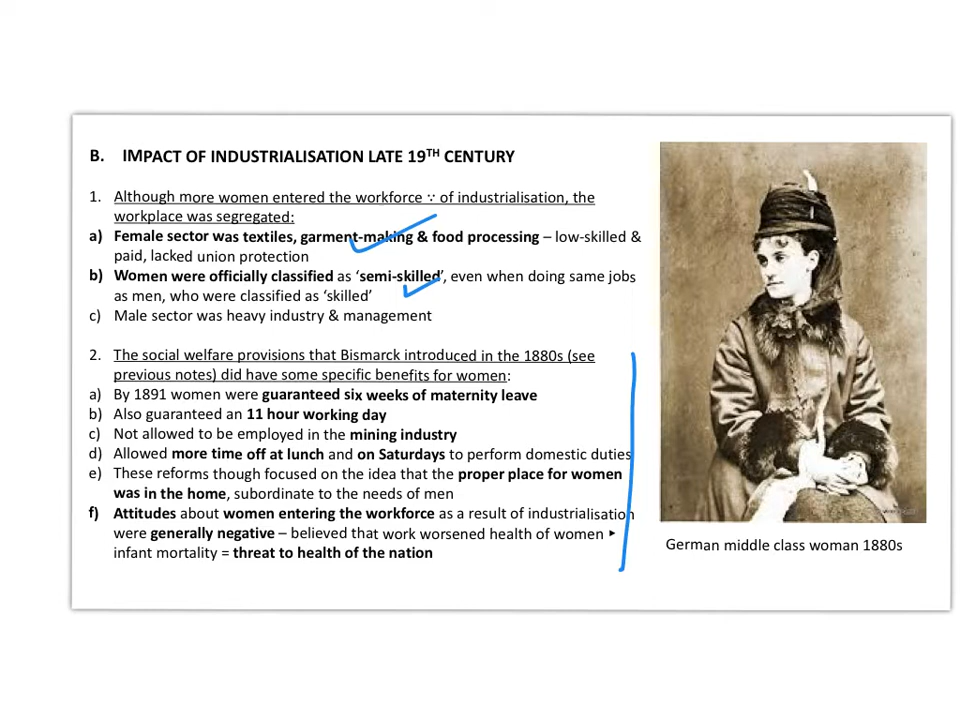 B. IMPACT OF INDUSTRIALISATION LATE 19TH CENTURY
1. Although more women entered the workforce ∵ of industrialisation, the
workplace was segregated:
a) Female sector was textiles, garment-making & food processing – low-skilled &
paid, lacked union protection
b) Women were officially classified as ‘semi-skilled’, even when doing same jobs
as men, who were classified as ‘skilled’
c) Male sector was heavy industry & management
2. The social welfare provisions that Bismarck introduced in the 1880s (see
previous notes) did have some specific benefits for women:
a) By 1891 women were guaranteed six weeks of maternity leave
b) Also guaranteed an 11 hour working day
c) Not allowed to be employed in the mining industry
d) Allowed more time off at lunch and on Saturdays to perform domestic duties
e) These reforms though focused on the idea that the proper place for women
was in the home, subordinate to the needs of men
f) Attitudes about women entering the workforce as a result of industrialisation
were generally negative – believed that work worsened health of women ▸
infant mortality = threat to health of the nation
German middle class woman 1880s